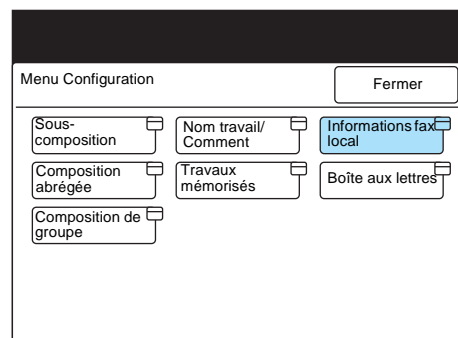 Menu Configuration
Fermer
Sous-
composition
Nom travail/
Comment
Informations fax
local
Composition
abrégée
Travaux
mémorisés
Boîte aux lettres
Composition de
groupe